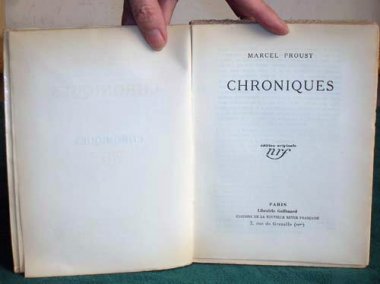 MARCEL PROUST
CHRONIQUES
édition originale
nrf
PARIS
Librairie Gallimard
ÉDITIONS DE LA NOUVELLE REVUE FRANÇAISE
3, rue de Grenelle (VIme)